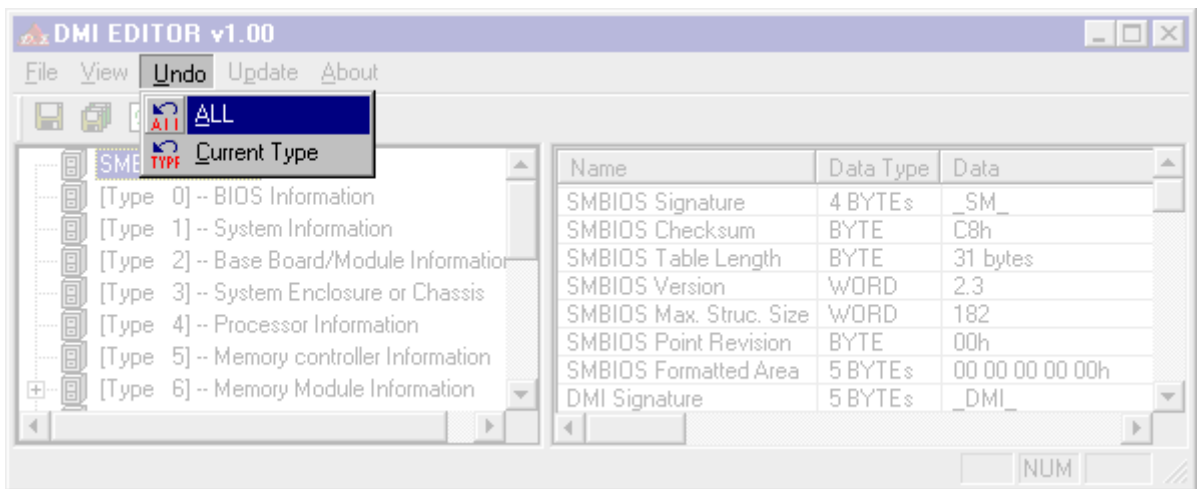 DMI EDITOR v1.00
File View Undo Update About
ALL
ALL
TYPE Current Type
SMB
[Type 0] -- BIOS Information
[Type 1] -- System Information
[Type 2] -- Base Board/Module Information
[Type 3] -- System Enclosure or Chassis
[Type 4] -- Processor Information
[Type 5] -- Memory controller Information
[Type 6] -- Memory Module Information
Name Data Type Data
SMBIOS Signature 4 BYTEs _SM_
SMBIOS Checksum BYTE C8h
SMBIOS Table Length BYTE 31 bytes
SMBIOS Version WORD 2.3
SMBIOS Max. Struc. Size WORD 182
SMBIOS Point Revision BYTE 00h
SMBIOS Formatted Area 5 BYTEs 00 00 00 00 00h
DMI Signature 5 BYTEs _DMI_
NUM